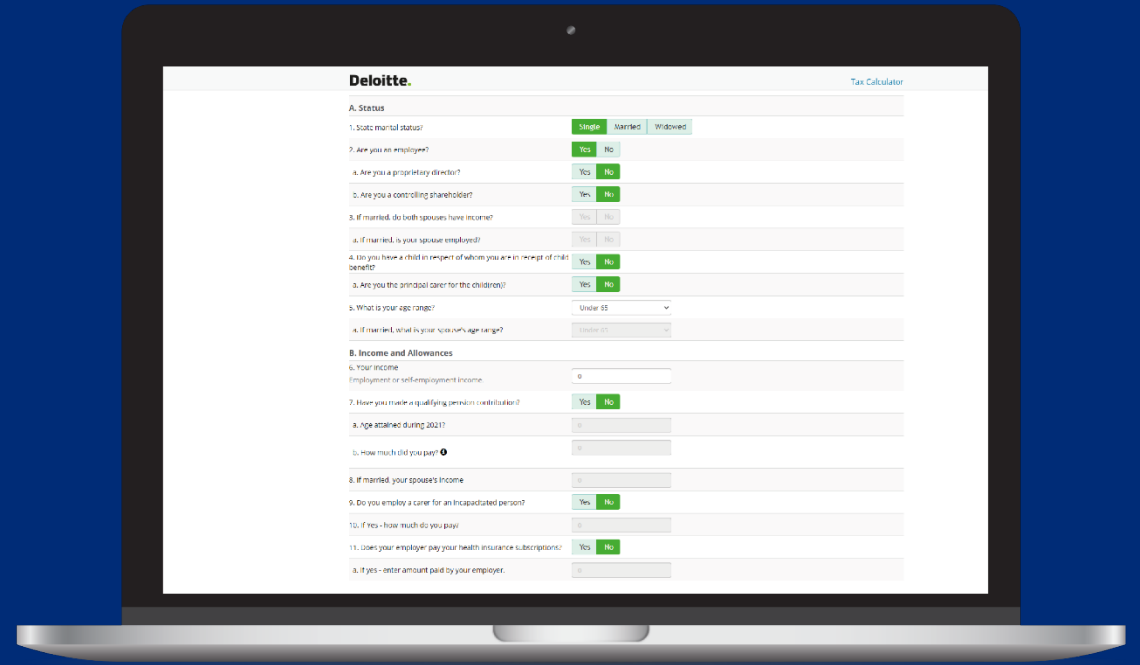 Deloitte.
Tax Calculator
A. Status
1. State marital status?
Single Married Widowed
2. Are you an employee?
Yes No
a. Are you a proprietary director?
Yes No
b. Are you a controlling shareholder?
Yes No
3. If married, do both spouses have income?
Yes No
a. If married, is your spouse employed?
Yes No
4. Do you have a child in respect of whom you are in receipt of child
benefit?
Yes No
a. Are you the principal carer for the child(ren)?
Yes No
5. What is your age range?
Under 65
a. If married, what is your spouse's age range?
Under 65
B. Income and Allowances
6. Your Income
Employment or self-employment income.
0
7. Have you made a qualifying pension contribution?
Yes No
a. Age attained during 2021?
0
b. How much did you pay?
0
8. If married, your spouse's income
0
9. Do you employ a carer for an incapacitated person?
Yes No
10. If Yes - how much do you pay?
0
11. Does your employer pay your health insurance subscriptions?
Yes No
a. If yes - enter amount paid by your employer.
0